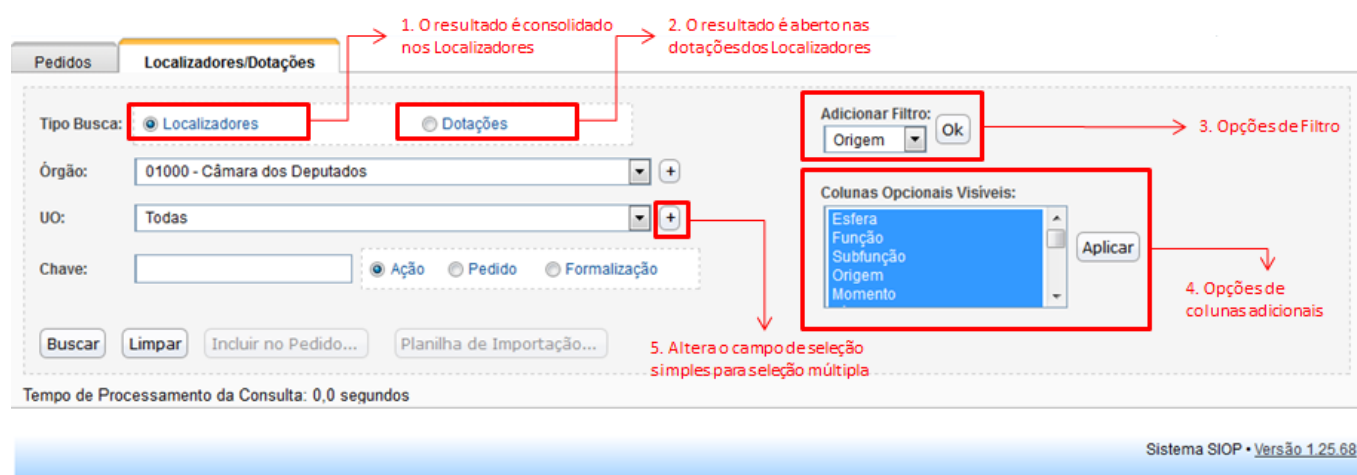 1. O resultado é consolidado
nos Localizadores
2. O resultado é aberto nas
dotações dos Localizadores
Pedidos
Localizadores/Dotações
Tipo Busca:
Localizadores
Dotações
Adicionar Filtro:
Origem
Ok
3. Opções de Filtro
Órgão:
01000 - Câmara dos Deputados
+
UO:
Todas
+
Colunas Opcionais Visíveis:
Esfera
Função
Subfunção
Origem
Momento
Aplicar
Chave:
Ação
Pedido
Formalização
4. Opções de
colunas adicionais
Buscar
Limpar
Incluir no Pedido...
Planilha de Importação...
5. Altera o campo de seleção
simples para seleção múltipla
Tempo de Processamento da Consulta: 0,0 segundos
Sistema SIOP • Versão 1.25.68